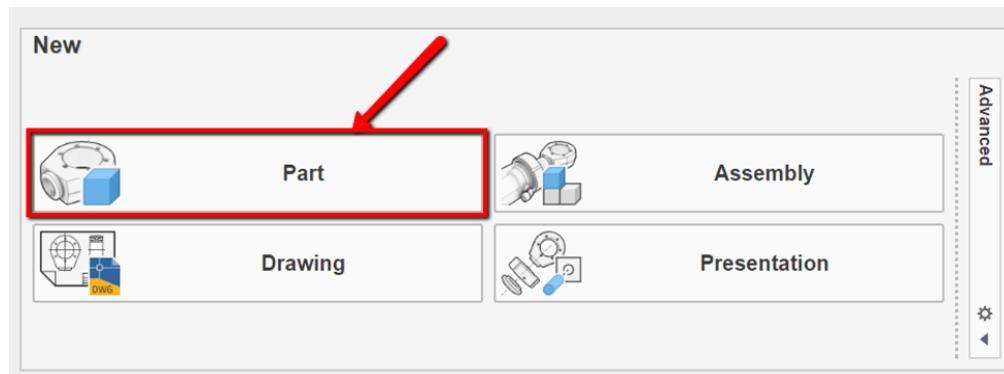 New
Part
Assembly
Drawing
DWG
Presentation
Advanced